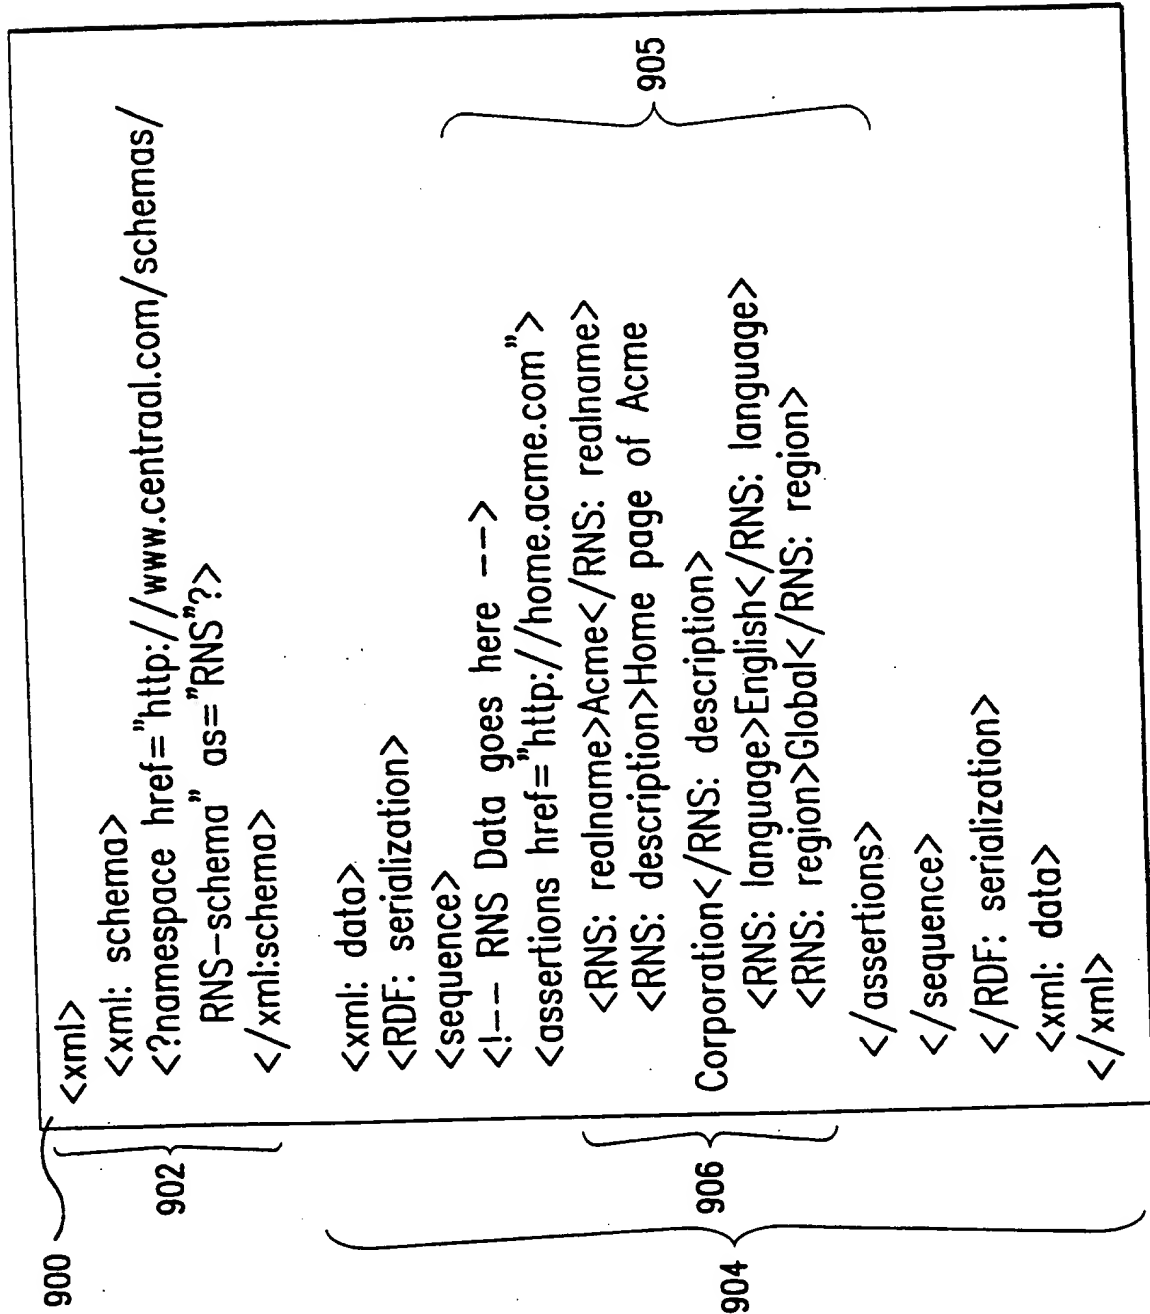 900
902
904
906
905
<xml>
<xml: schema>
<?namespace href="http://www.centraal.com/schemas/
RNS-schema" as="RNS"?>
</xml:schema>
<xml: data>
<RDF: serialization>
<sequence>
<!-- RNS Data goes here -->
<assertions href="http://home.acme.com">
<RNS: realname>Acme</RNS: realname>
<RNS: description>Home page of Acme
Corporation</RNS: description>
<RNS: language>English</RNS: language>
<RNS: region>Global</RNS: region>
</assertions>
</sequence>
</RDF: serialization>
<xml: data>
</xml>